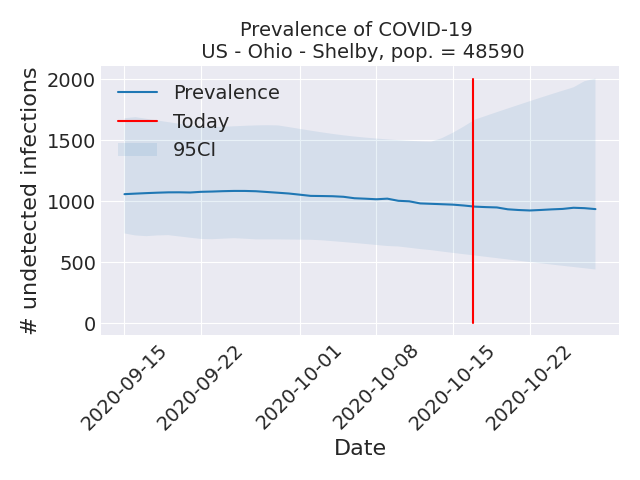 Prevalence of COVID-19
US - Ohio - Shelby, pop. = 48590
# undetected infections
2000
1500
1000
500
0
Prevalence
Today
95CI
2020-09-15
2020-09-22
2020-10-01
2020-10-08
2020-10-15
2020-10-22
Date